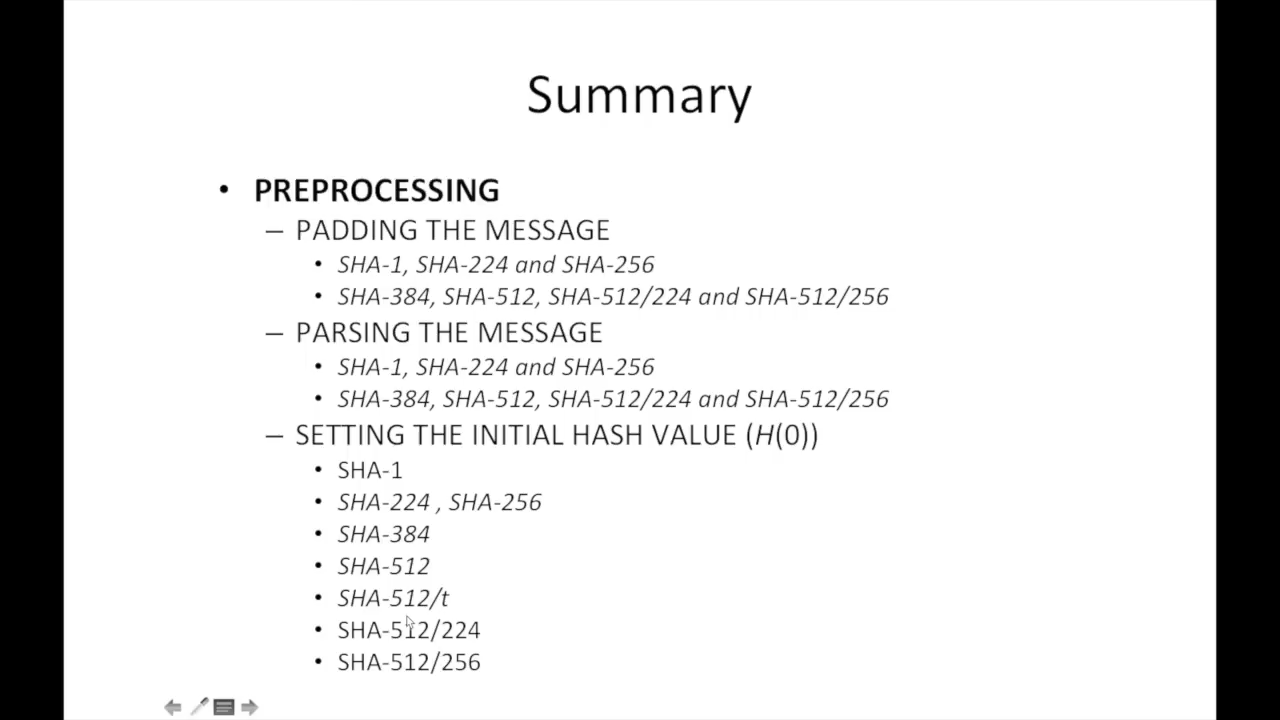 Summary
• PREPROCESSING
– PADDING THE MESSAGE
• SHA-1, SHA-224 and SHA-256
• SHA-384, SHA-512, SHA-512/224 and SHA-512/256
– PARSING THE MESSAGE
• SHA-1, SHA-224 and SHA-256
• SHA-384, SHA-512, SHA-512/224 and SHA-512/256
– SETTING THE INITIAL HASH VALUE (H(0))
• SHA-1
• SHA-224 , SHA-256
• SHA-384
• SHA-512
• SHA-512/t
• SHA-512/224
• SHA-512/256